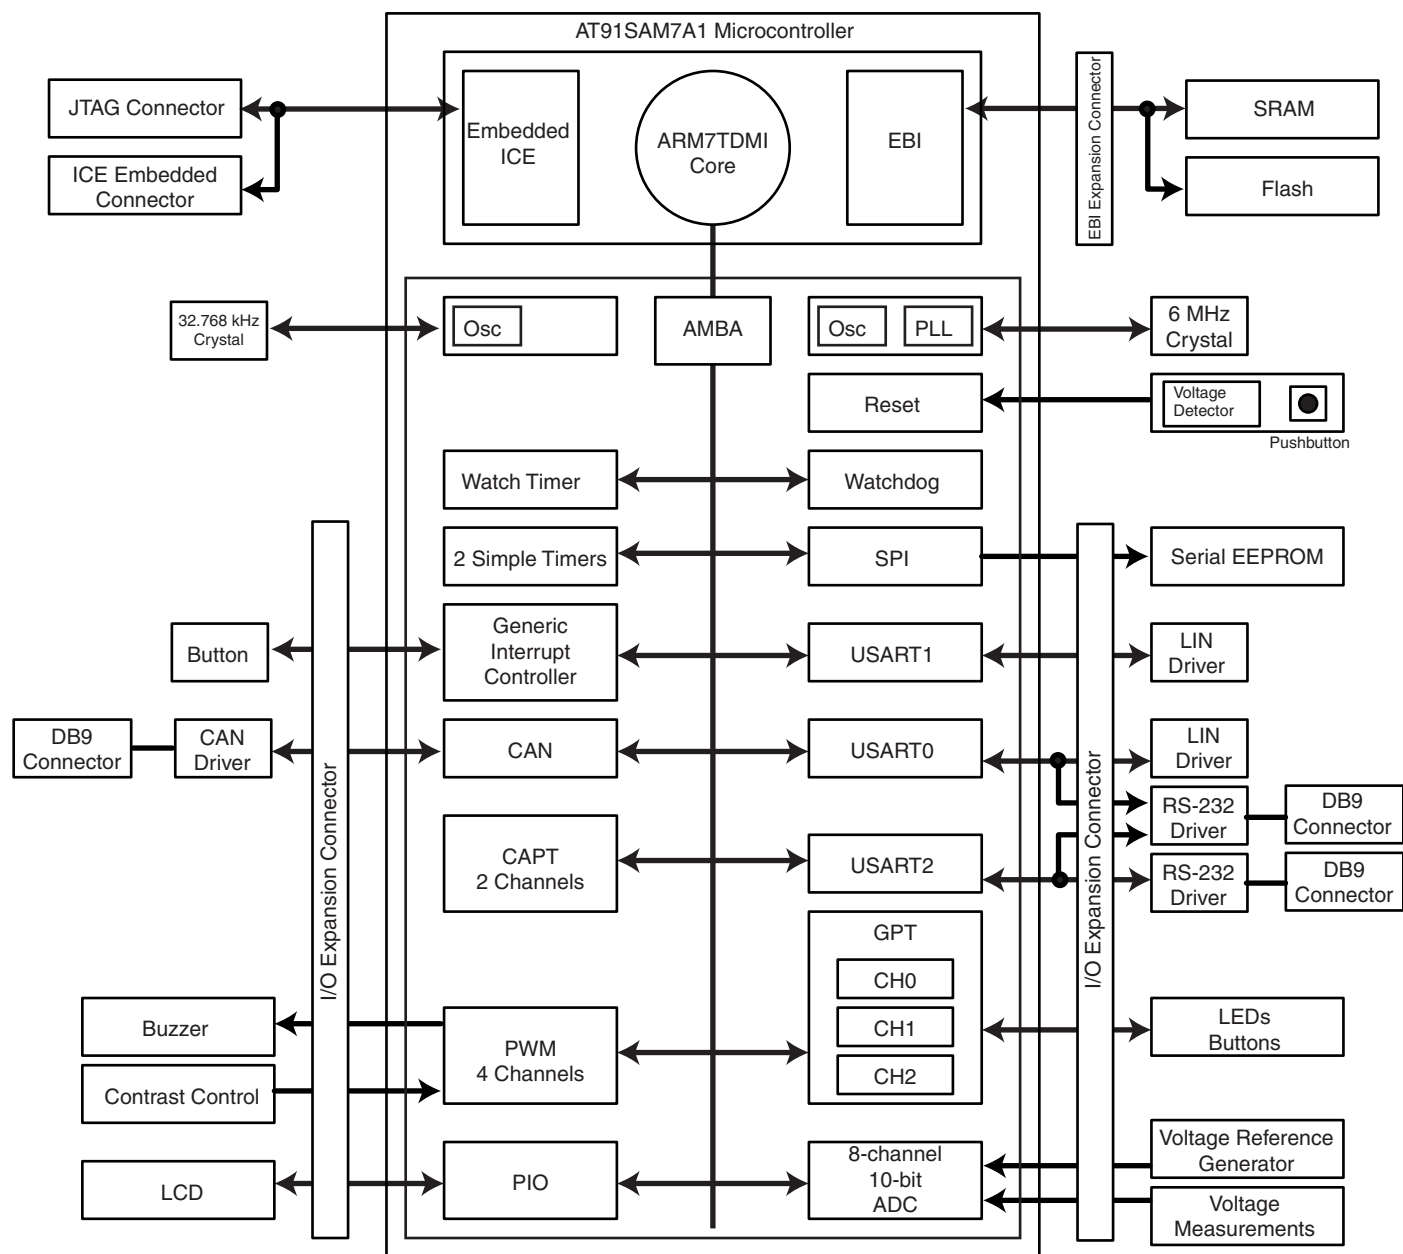 AT91SAM7A1 Microcontroller
JTAG Connector
ICE Embedded
Connector
Embedded
ICE
ARM7TDMI
Core
EBI
EBI Expansion Connector
SRAM
Flash
32.768 kHz
Crystal
Osc
AMBA
Osc
PLL
6 MHz
Crystal
Reset
Voltage
Detector
Pushbutton
Watch Timer
Watchdog
2 Simple Timers
SPI
Serial EEPROM
Button
Generic
Interrupt
Controller
USART1
LIN
Driver
DB9
Connector
CAN
Driver
CAN
USART0
LIN
Driver
RS-232
Driver
DB9
Connector
I/O Expansion Connector
CAPT
2 Channels
USART2
I/O Expansion Connector
RS-232
Driver
DB9
Connector
GPT
CH0
CH1
CH2
LEDs
Buttons
Buzzer
Contrast Control
PWM
4 Channels
LCD
PIO
8-channel
10-bit
ADC
Voltage Reference
Generator
Voltage
Measurements